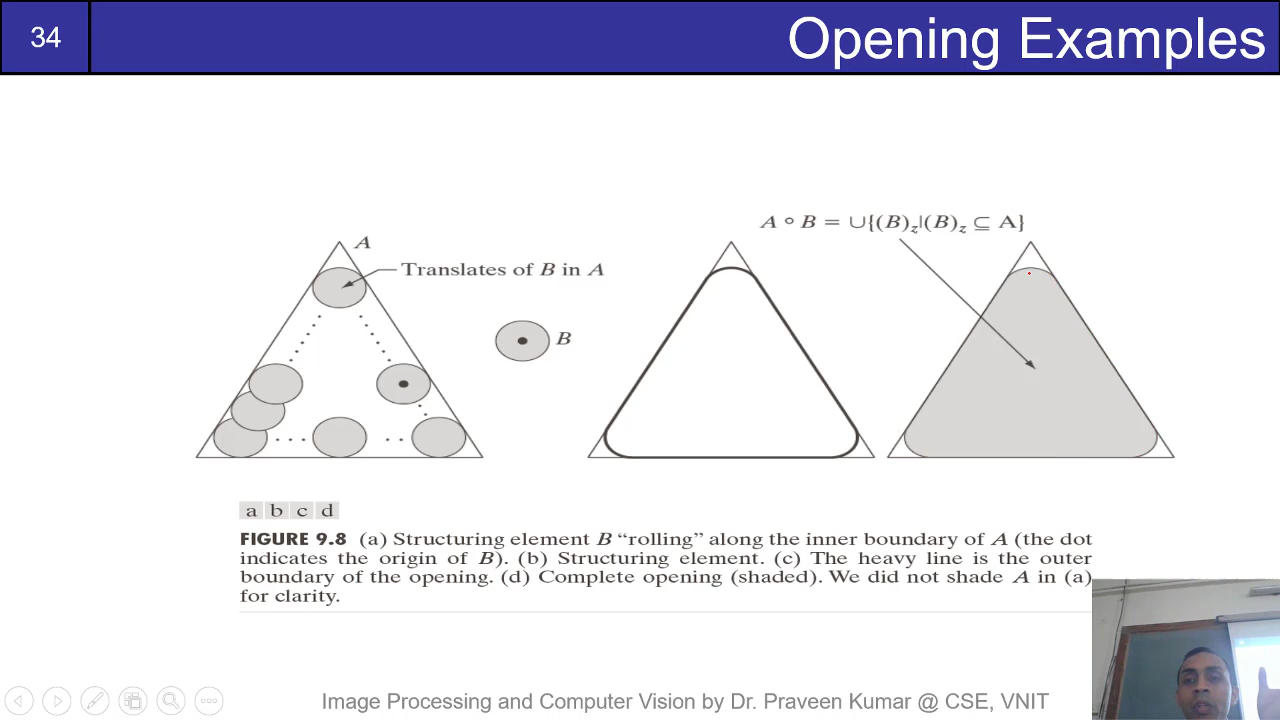 34
Opening Examples
A ∘ B = ∪{(B)z|(B)z ⊆ A}
A
Translates of B in A
B
a b c d
FIGURE 9.8 (a) Structuring element B “rolling” along the inner boundary of A (the dot
indicates the origin of B). (b) Structuring element. (c) The heavy line is the outer
boundary of the opening. (d) Complete opening (shaded). We did not shade A in (a)
for clarity.
Image Processing and Computer Vision by Dr. Praveen Kumar @ CSE, VNIT